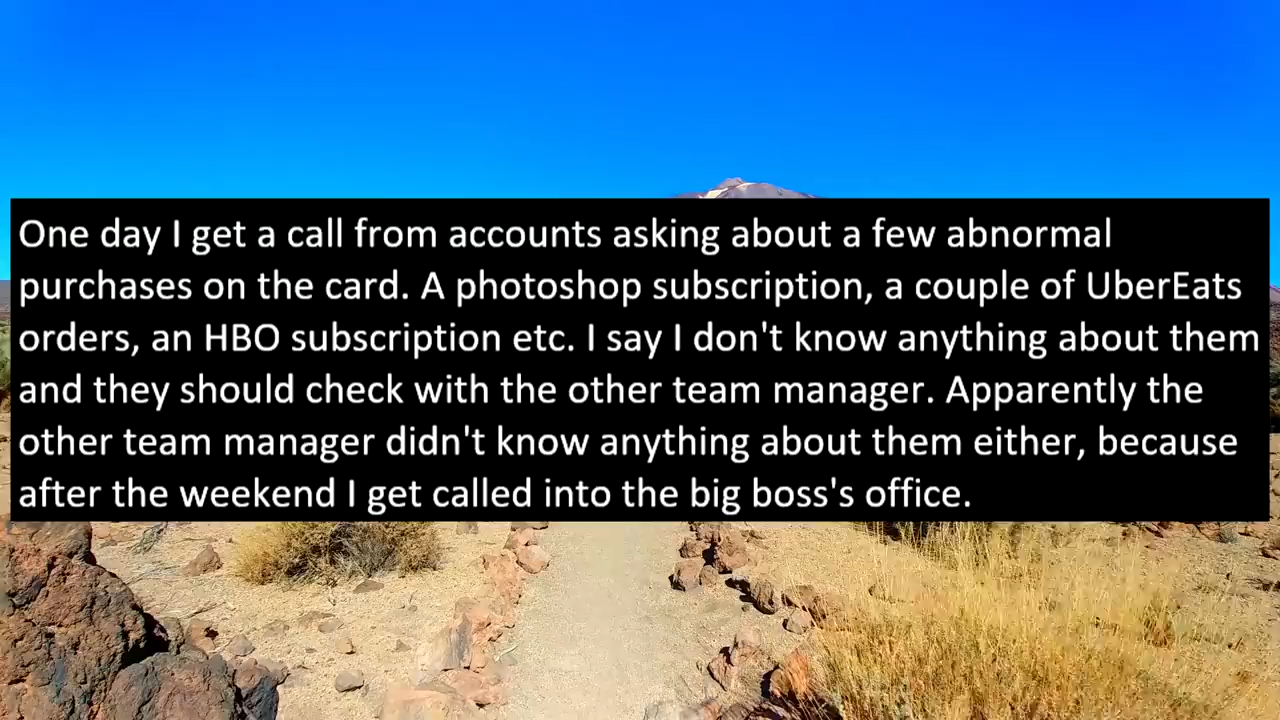 One day I get a call from accounts asking about a few abnormal
purchases on the card. A photoshop subscription, a couple of UberEats
orders, an HBO subscription etc. I say I don't know anything about them
and they should check with the other team manager. Apparently the
other team manager didn't know anything about them either, because
after the weekend I get called into the big boss's office.